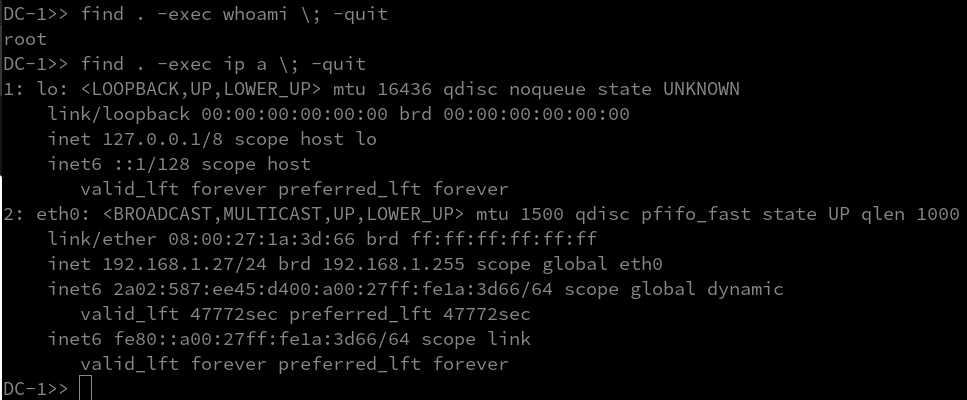 DC-1>> find . -exec whoami \; -quit
root
DC-1>> find . -exec ip a \; -quit
1: lo: <LOOPBACK,UP,LOWER_UP> mtu 16436 qdisc noqueue state UNKNOWN
    link/loopback 00:00:00:00:00:00 brd 00:00:00:00:00:00
    inet 127.0.0.1/8 scope host lo
    inet6 ::1/128 scope host
       valid_lft forever preferred_lft forever
2: eth0: <BROADCAST,MULTICAST,UP,LOWER_UP> mtu 1500 qdisc pfifo_fast state UP qlen 1000
    link/ether 08:00:27:1a:3d:66 brd ff:ff:ff:ff:ff:ff
    inet 192.168.1.27/24 brd 192.168.1.255 scope global eth0
    inet6 2a02:587:ee45:d400:a00:27ff:fe1a:3d66/64 scope global dynamic
       valid_lft 47772sec preferred_lft 47772sec
    inet6 fe80::a00:27ff:fe1a:3d66/64 scope link
       valid_lft forever preferred_lft forever
DC-1>>